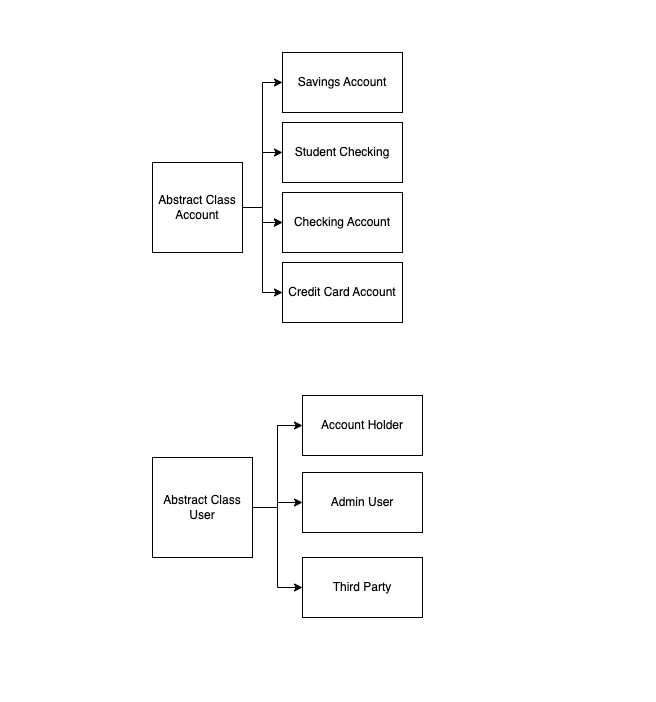 Savings Account
Student Checking
Abstract Class
Account
Checking Account
Credit Card Account
Account Holder
Abstract Class
User
Admin User
Third Party